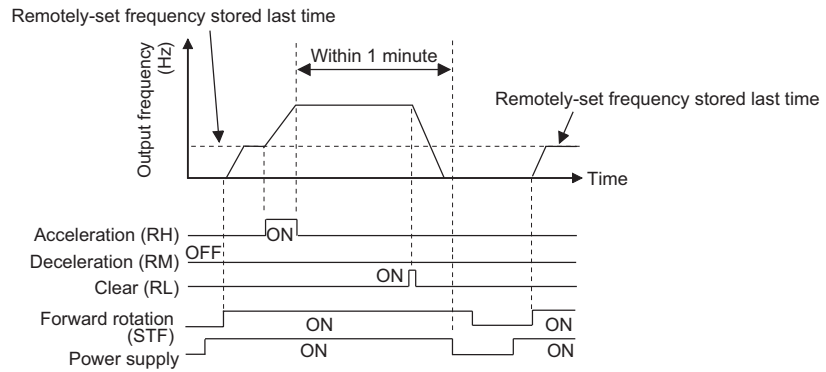 Remotely-set frequency stored last time
Output frequency
(Hz)
Within 1 minute
Remotely-set frequency stored last time
Time
Acceleration (RH)
ON
Deceleration (RM)
OFF
Clear (RL)
ON
Forward rotation
(STF)
ON
ON
Power supply
ON
ON